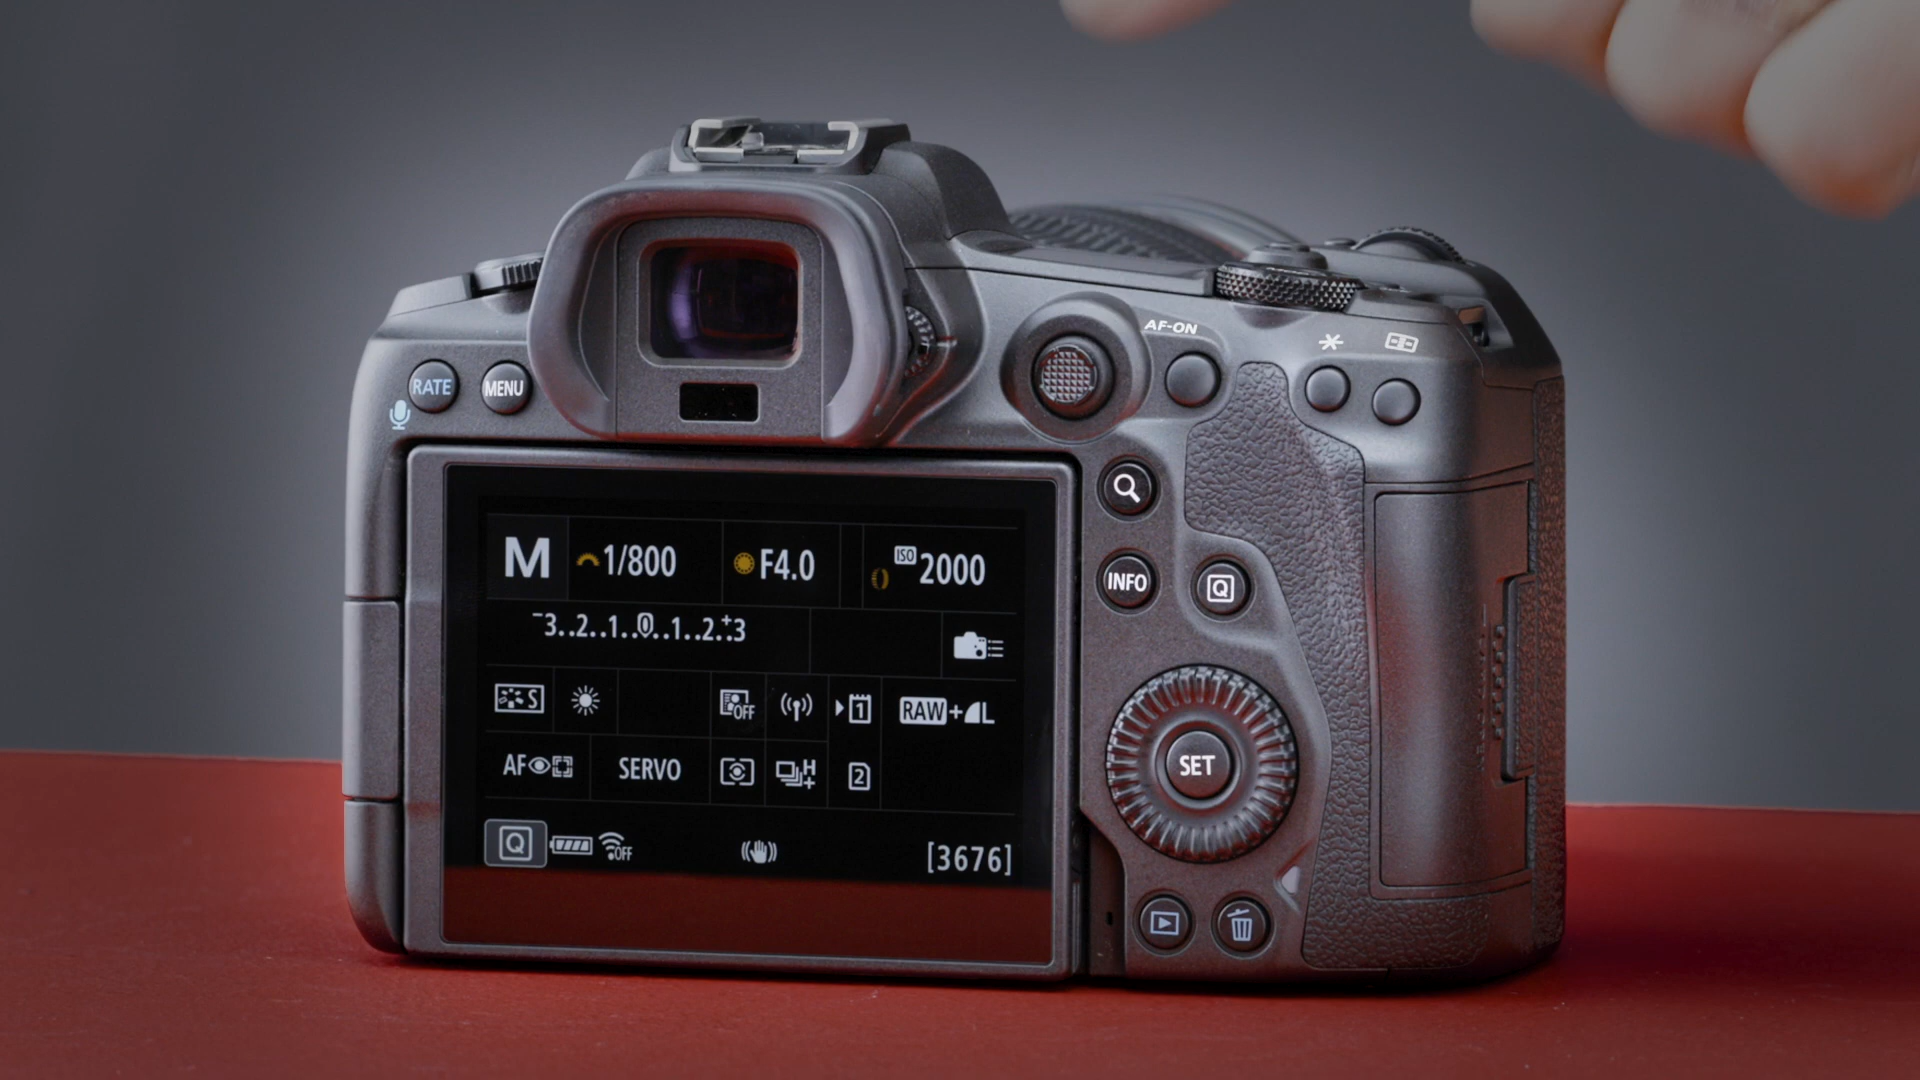 AF-ON
RATE
MENU
M 1/800 F4.0 ISO 2000
-3..2..1..0..1..2..+3
INFO
Q
S
OFF
1
RAW+L
AF SERVO H+ 2
SET
Q OFF [3676]